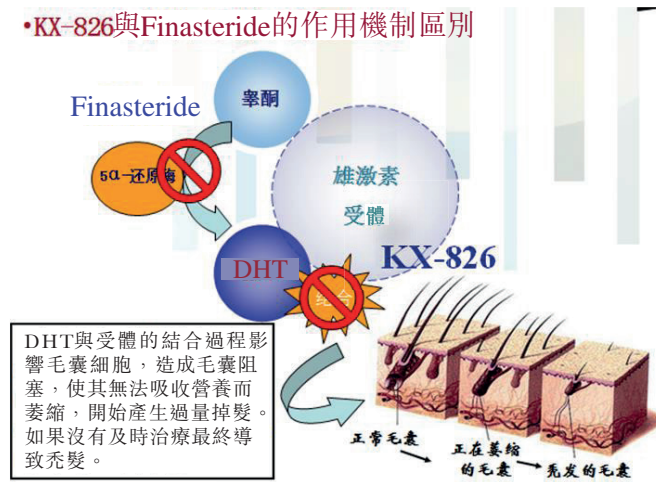 •KX-826與Finasteride的作用機制區別
睾酮
Finasteride
5α-还原酶
雄激素
受體
DHT
KX-826
结合
DHT與受體的結合過程影
響毛囊細胞，造成毛囊阻
塞，使其無法吸收營養而
萎縮，開始產生過量掉髮。
如果沒有及時治療最終導
致禿髮。
正常毛囊
正在萎缩
的毛囊
秃发的毛囊